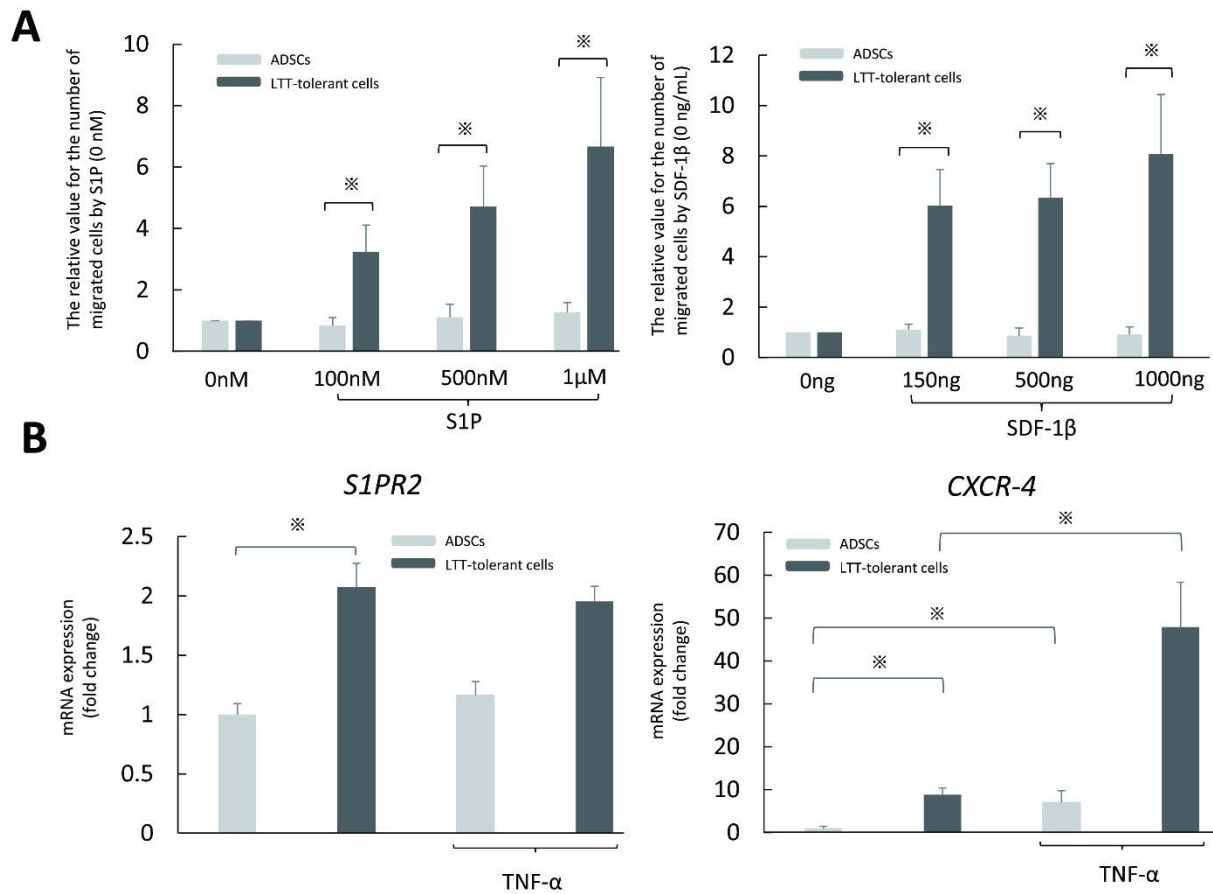 A
The relative value for the number of
migrated cells by S1P (0 nM)
10
8
6
4
2
0
ADSCs
LTT-tolerant cells
※
※
※
0nM
100nM
500nM
1μM
S1P
The relative value for the number of
migrated cells by SDF-1β (0 ng/mL)
12
10
8
6
4
2
0
ADSCs
LTT-tolerant cells
※
※
※
0ng
150ng
500ng
1000ng
SDF-1β
B
S1PR2
mRNA expression
(fold change)
2.5
2
1.5
1
0.5
0
※
ADSCs
LTT-tolerant cells
TNF-α
CXCR-4
mRNA expression
(fold change)
70
60
50
40
30
20
10
0
ADSCs
LTT-tolerant cells
※
※
※
TNF-α